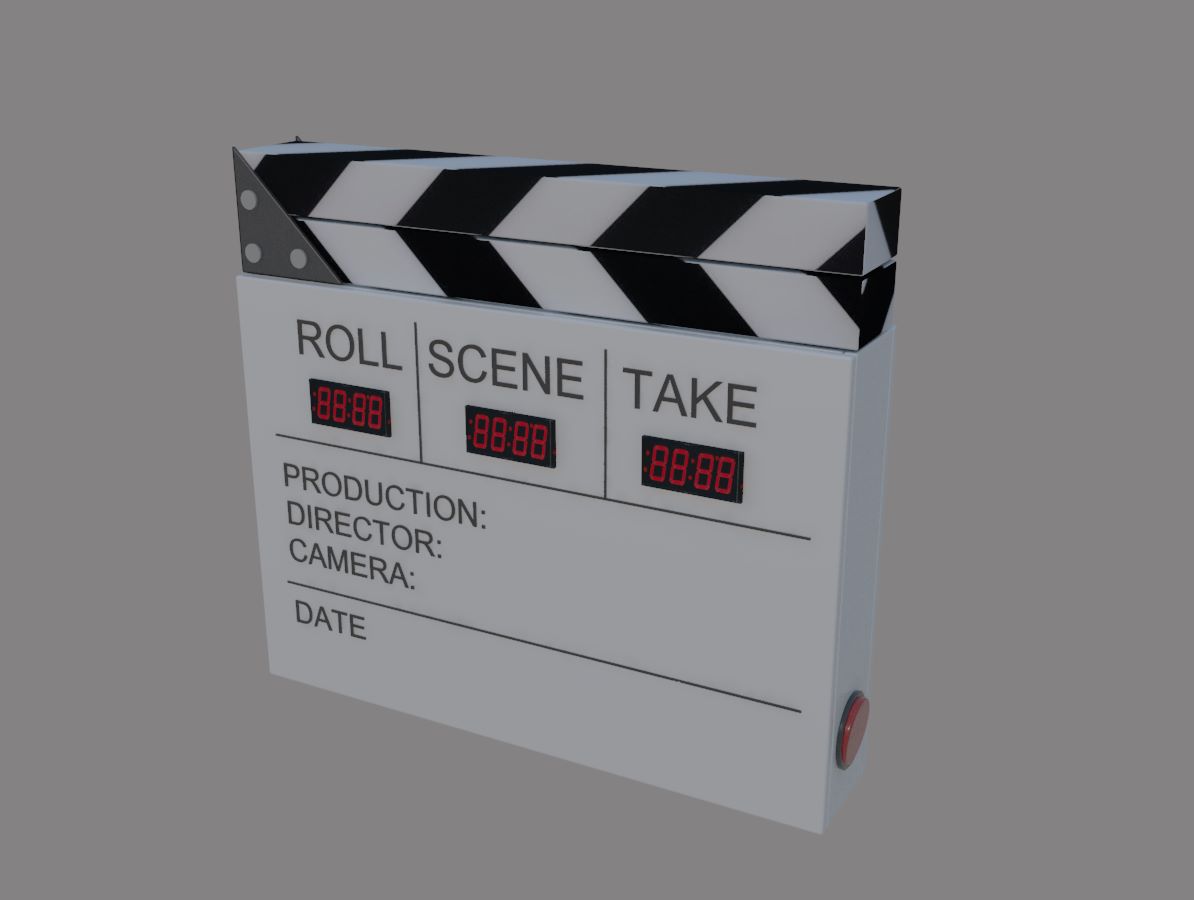 ROLL SCENE TAKE
88:88 88:88 88:88
PRODUCTION:
DIRECTOR:
CAMERA:
DATE